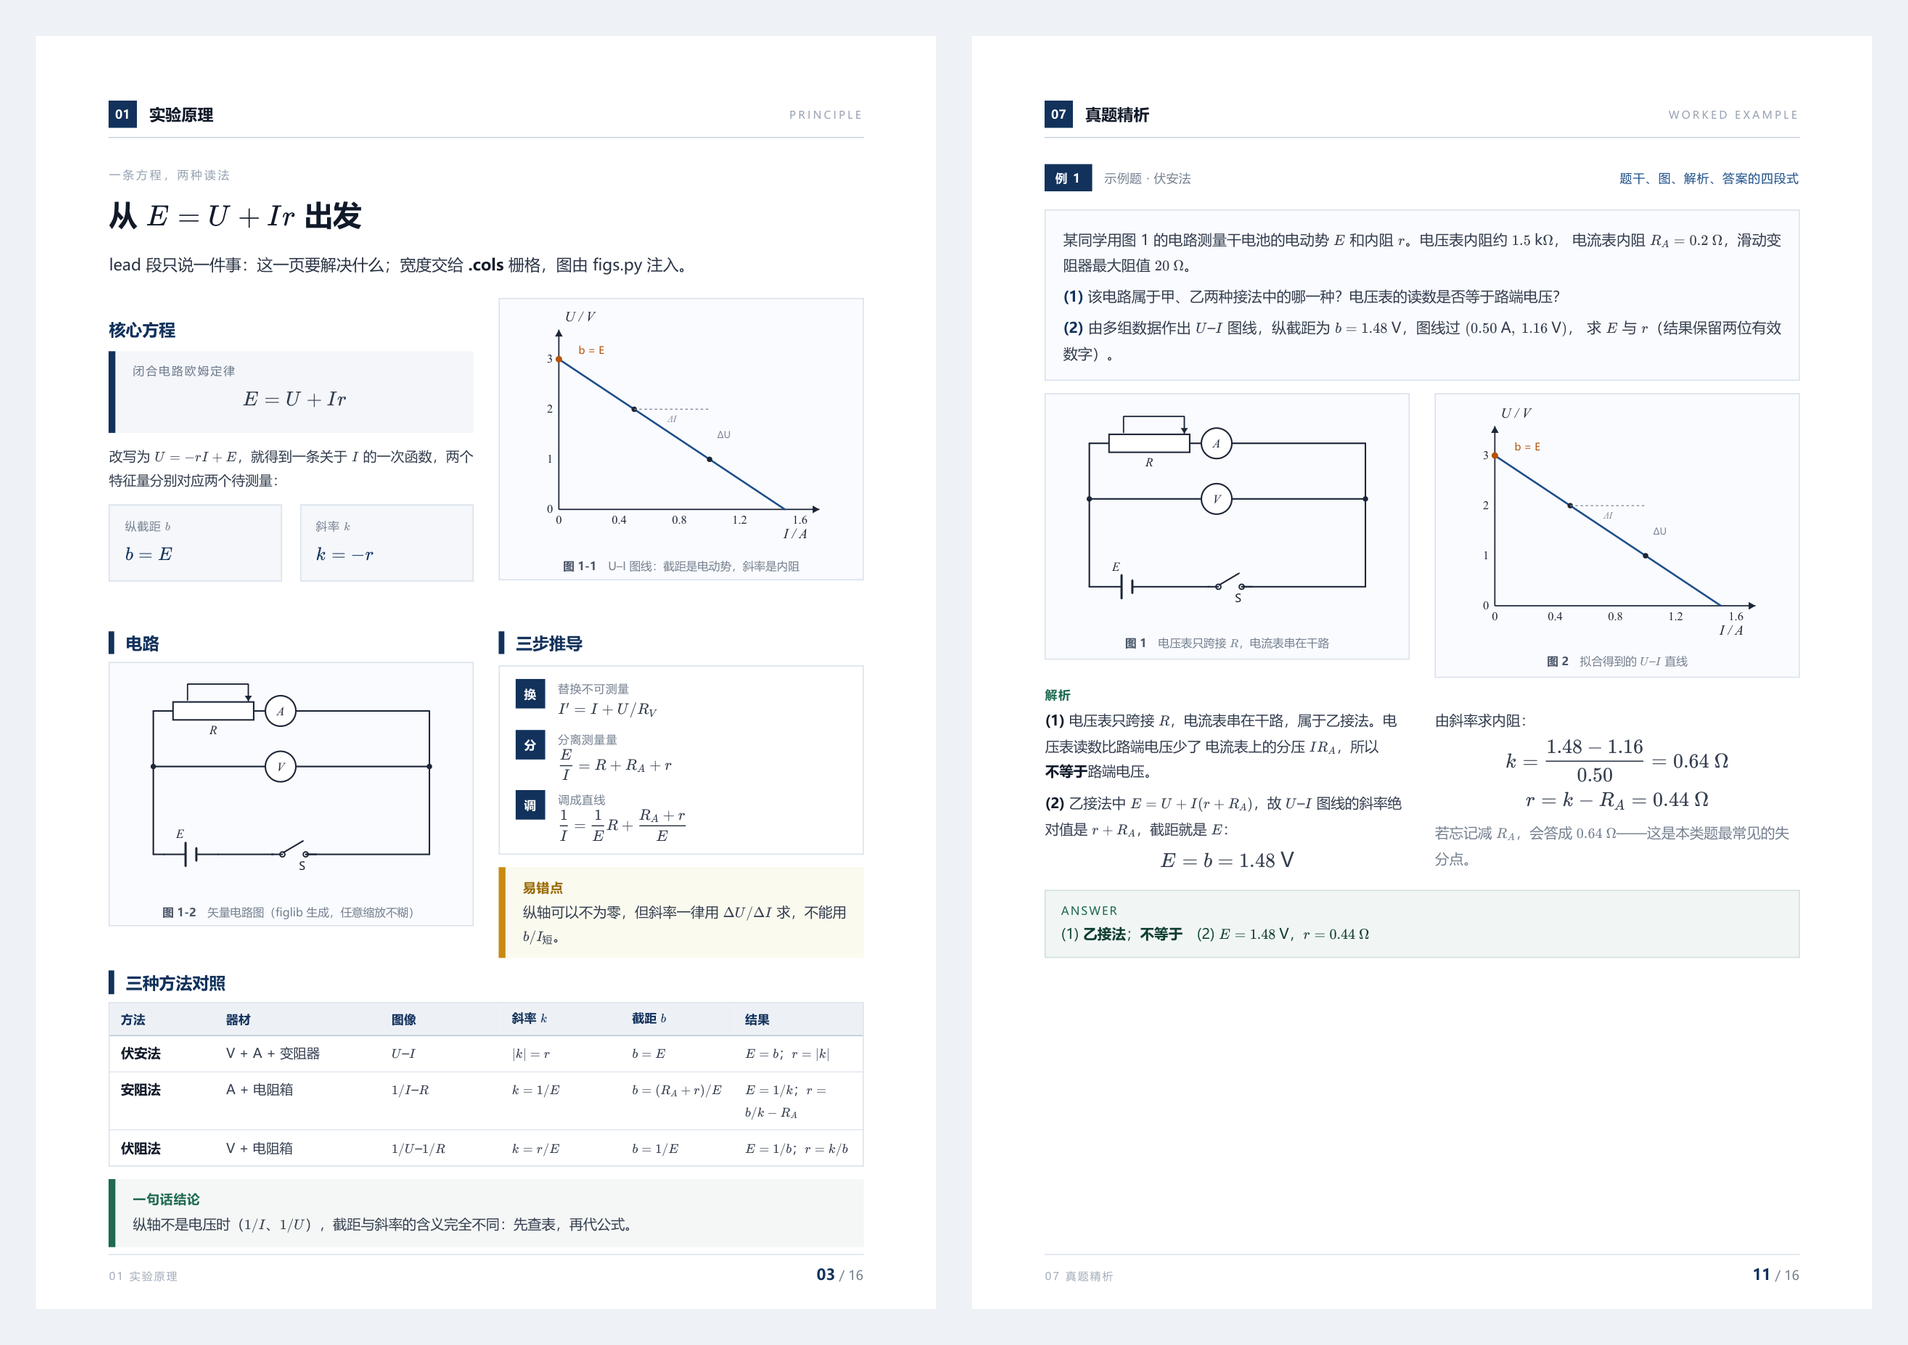 01 实验原理 PRINCIPLE
一条方程，两种读法
从 E = U + Ir 出发
lead 段只说一件事：这一页要解决什么；宽度交给 .cols 栅格，图由 figs.py 注入。
核心方程
闭合电路欧姆定律
E = U + Ir
改写为 U = −rI + E，就得到一条关于 I 的一次函数，两个
特征量分别对应两个待测量：
纵截距 b
b = E
斜率 k
k = −r
U / V
b = E
3
2
ΔI
ΔU
1
0
0 0.4 0.8 1.2 1.6
I / A
图 1-1 U–I 图线：截距是电动势，斜率是内阻
电路
R
A
V
E
S
图 1-2 矢量电路图（figlib 生成，任意缩放不糊）
三步推导
换 替换不可测量
I′ = I + U/R_V
分 分离测量量
E/I = R + R_A + r
调 调成直线
1/I = 1/E R + (R_A + r)/E
易错点
纵轴可以不为零，但斜率一律用 ΔU/ΔI 求，不能用
b/I短。
三种方法对照
方法 器材 图像 斜率 k 截距 b 结果
伏安法 V + A + 变阻器 U–I |k| = r b = E E = b；r = |k|
安阻法 A + 电阻箱 1/I–R k = 1/E b = (R_A + r)/E E = 1/k；r =
b/k − R_A
伏阻法 V + 电阻箱 1/U–1/R k = r/E b = 1/E E = 1/b；r = k/b
一句话结论
纵轴不是电压时（1/I、1/U），截距与斜率的含义完全不同：先查表，再代公式。
01 实验原理 03 / 16
07 真题精析 WORKED EXAMPLE
例 1 示例题 · 伏安法 题干、图、解析、答案的四段式
某同学用图 1 的电路测量干电池的电动势 E 和内阻 r。电压表内阻约 1.5 kΩ， 电流表内阻 R_A = 0.2 Ω，滑动变
阻器最大阻值 20 Ω。
(1) 该电路属于甲、乙两种接法中的哪一种？电压表的读数是否等于路端电压？
(2) 由多组数据作出 U–I 图线，纵截距为 b = 1.48 V，图线过 (0.50 A, 1.16 V)， 求 E 与 r（结果保留两位有效
数字）。
R
A
V
E
S
图 1 电压表只跨接 R，电流表串在干路
U / V
b = E
3
2
ΔI
ΔU
1
0
0 0.4 0.8 1.2 1.6
I / A
图 2 拟合得到的 U–I 直线
解析
(1) 电压表只跨接 R，电流表串在干路，属于乙接法。电
压表读数比路端电压少了 电流表上的分压 IR_A，所以
不等于路端电压。
(2) 乙接法中 E = U + I(r + R_A)，故 U–I 图线的斜率绝
对值是 r + R_A，截距就是 E：
E = b = 1.48 V
由斜率求内阻：
k = (1.48 − 1.16)/0.50 = 0.64 Ω
r = k − R_A = 0.44 Ω
若忘记减 R_A，会答成 0.64 Ω——这是本类题最常见的失
分点。
ANSWER
(1) 乙接法；不等于 (2) E = 1.48 V，r = 0.44 Ω
07 真题精析 11 / 16